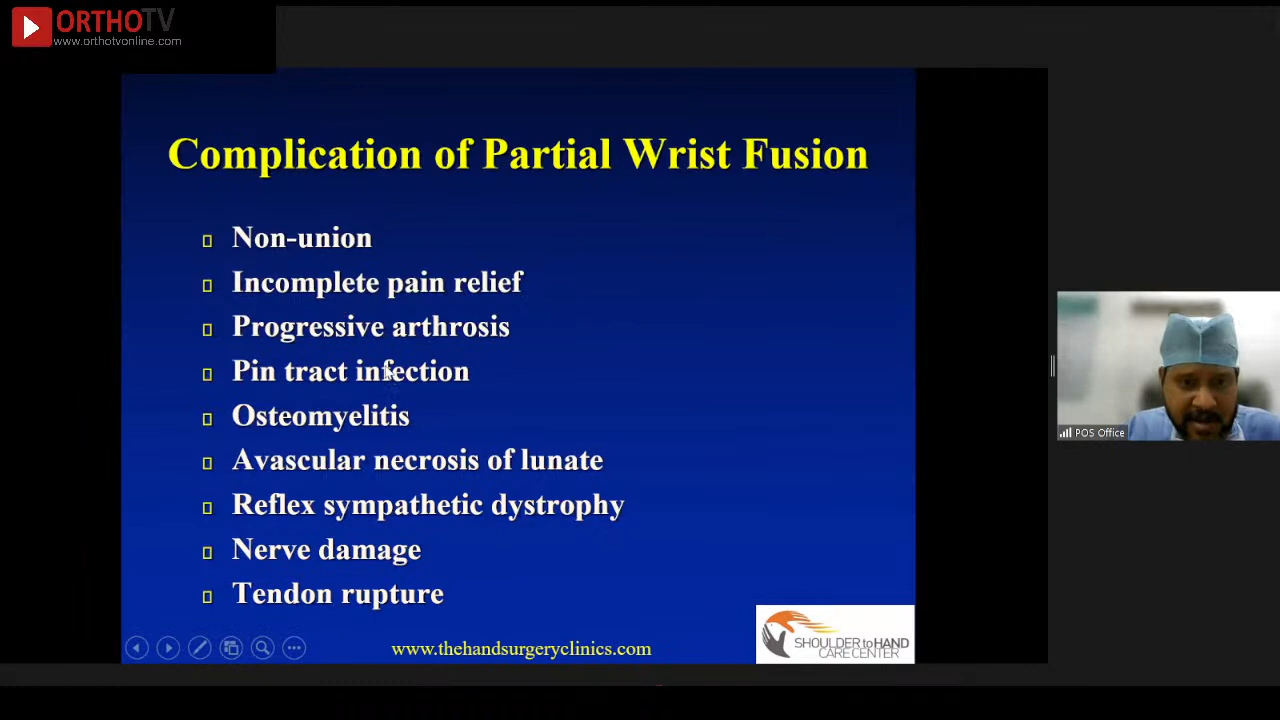 ORTHOTV
www.orthotvonline.com
Complication of Partial Wrist Fusion
Non-union
Incomplete pain relief
Progressive arthrosis
Pin tract infection
Osteomyelitis
Avascular necrosis of lunate
Reflex sympathetic dystrophy
Nerve damage
Tendon rupture
www.thehandsurgeryclinics.com
SHOULDER to HAND
CARE CENTER
POS Office